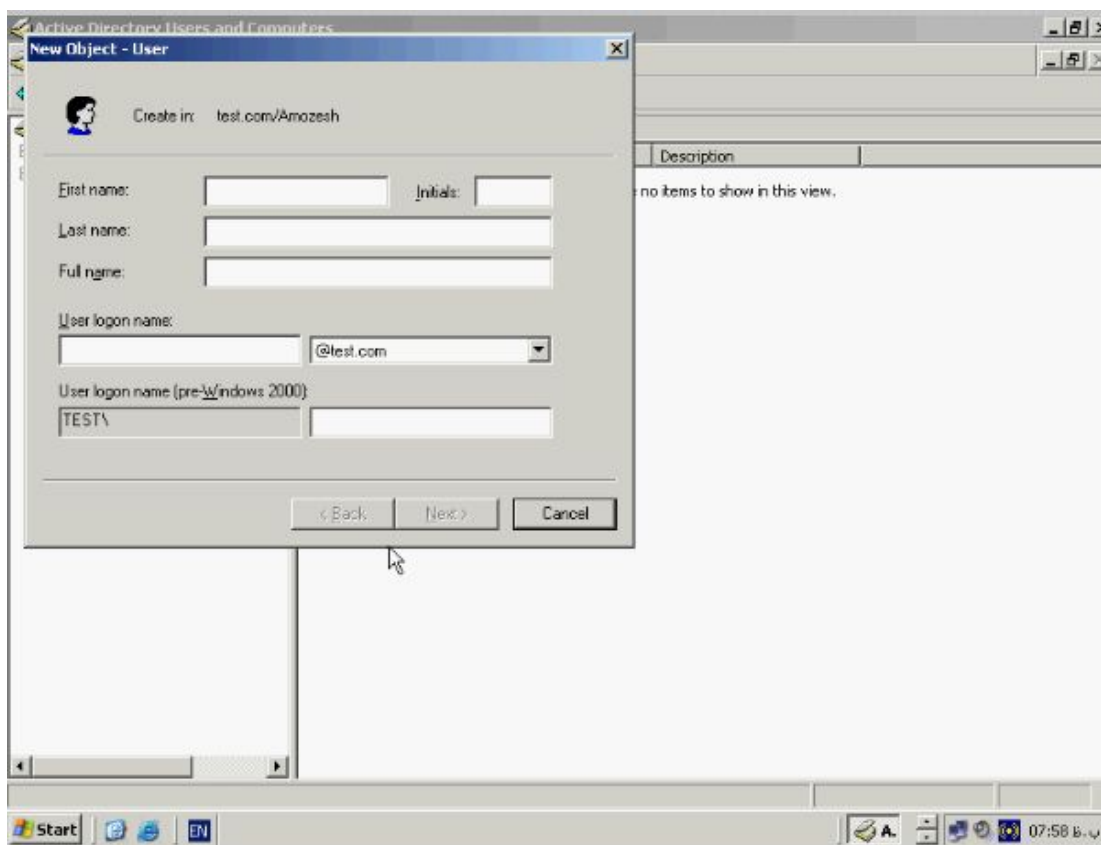 Active Directory Users and Computers
New Object - User
Create in: test.com/Amozesh
Description
First name:
Initials:
no items to show in this view.
Last name:
Full name:
User logon name:
@test.com
User logon name (pre-Windows 2000):
TEST\
< Back
Next >
Cancel
Start
EN
A.
07:58 ب.ظ